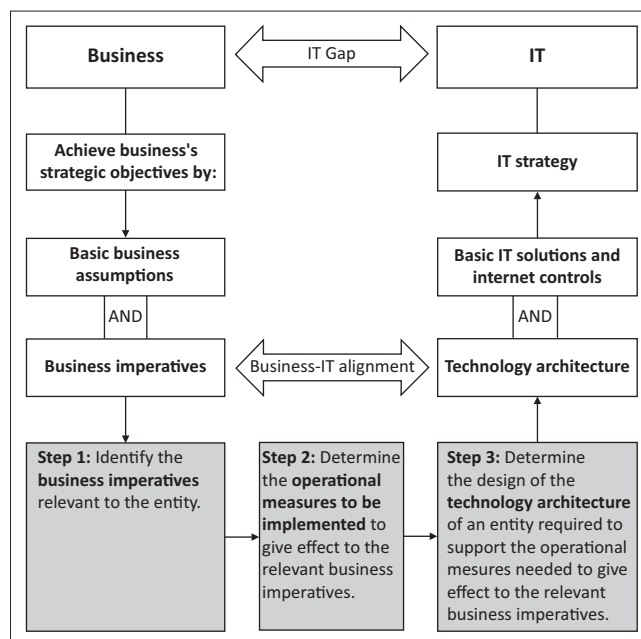 Business
IT Gap
IT
Achieve business's
strategic objectives by:
IT strategy
Basic business
assumptions
Basic IT solutions and
internet controls
AND
AND
Business imperatives
Business-IT alignment
Technology architecture
Step 1: Identify the
business imperatives
relevant to the entity.
Step 2: Determine
the operational
measures to be
implemented to
give effect to the
relevant business
imperatives.
Step 3: Determine
the design of the
technology architecture
of an entity required to
support the operational
mesures needed to give
effect to the relevant
business imperatives.